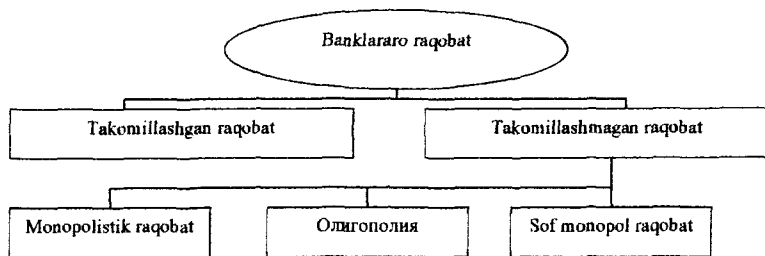 Banklararo raqobat
Takomillashgan raqobat
Takomillashmagan raqobat
Monopolistik raqobat
Олигополия
Sof monopol raqobat